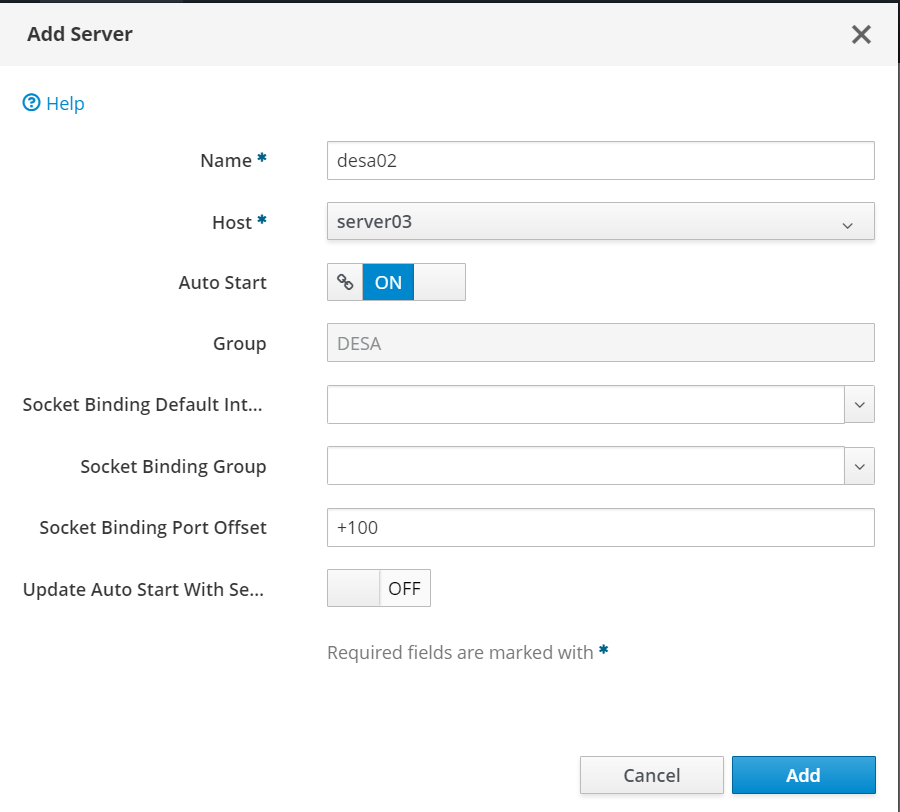 Add Server
Help
Name *
desa02
Host *
server03
Auto Start
ON
Group
DESA
Socket Binding Default Int...
Socket Binding Group
Socket Binding Port Offset
+100
Update Auto Start With Se...
OFF
Required fields are marked with *
Cancel
Add